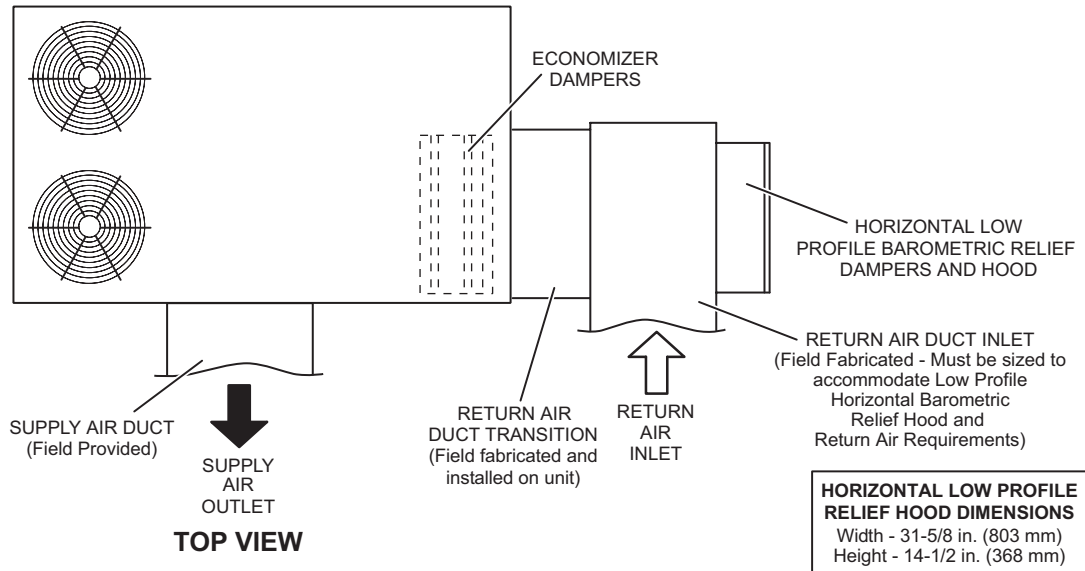 ECONOMIZER
DAMPERS
HORIZONTAL LOW
PROFILE BAROMETRIC RELIEF
DAMPERS AND HOOD
RETURN AIR DUCT INLET
(Field Fabricated - Must be sized to
accommodate Low Profile
Horizontal Barometric
Relief Hood and
Return Air Requirements)
SUPPLY AIR DUCT
(Field Provided)
SUPPLY
AIR
OUTLET
RETURN AIR
DUCT TRANSITION
(Field fabricated and
installed on unit)
RETURN
AIR
INLET
TOP VIEW
HORIZONTAL LOW PROFILE
RELIEF HOOD DIMENSIONS
Width - 31-5/8 in. (803 mm)
Height - 14-1/2 in. (368 mm)